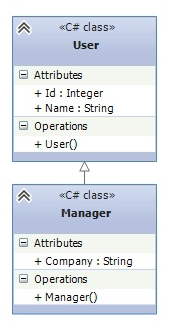 «C# class»
User
Attributes
+ Id : Integer
+ Name : String
Operations
+ User()
«C# class»
Manager
Attributes
+ Company : String
Operations
+ Manager()